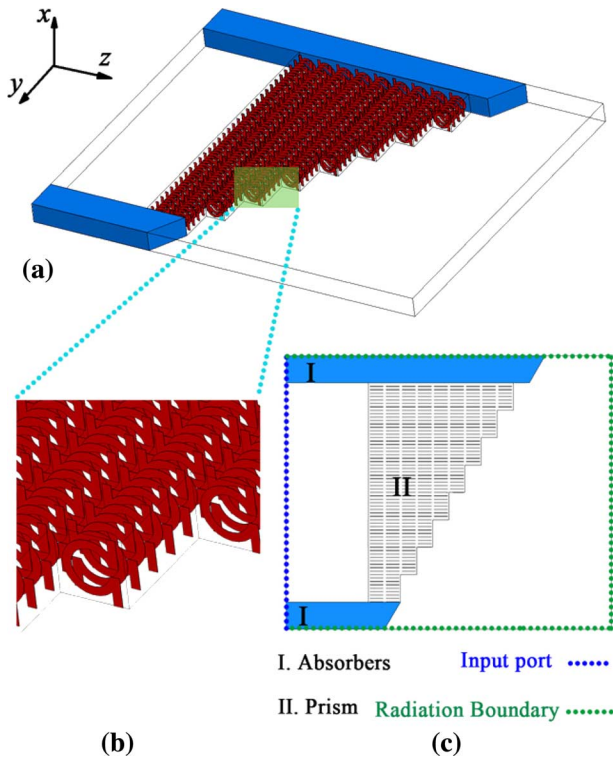 x
z
y
(a)
I
II
I
I. Absorbers Input port
II. Prism Radiation Boundary
(b) (c)